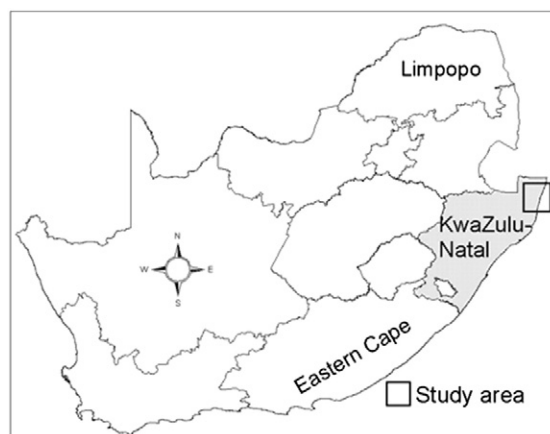 Limpopo
KwaZulu-
Natal
N
W E
S
Eastern Cape
Study area